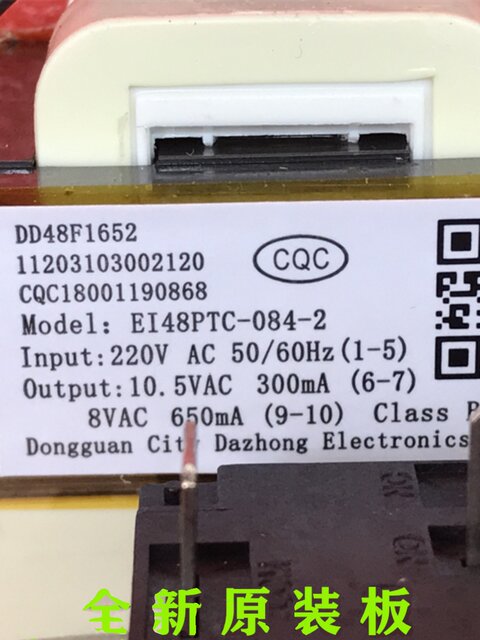 DD48F1652
11203103002120
CQC
CQC18001190868
Model: EI48PTC-084-2
Input:220V AC 50/60Hz(1-5)
Output:10.5VAC 300mA (6-7)
8VAC 650mA (9-10) Class
Dongguan City Dazhong Electronics
全新原装板